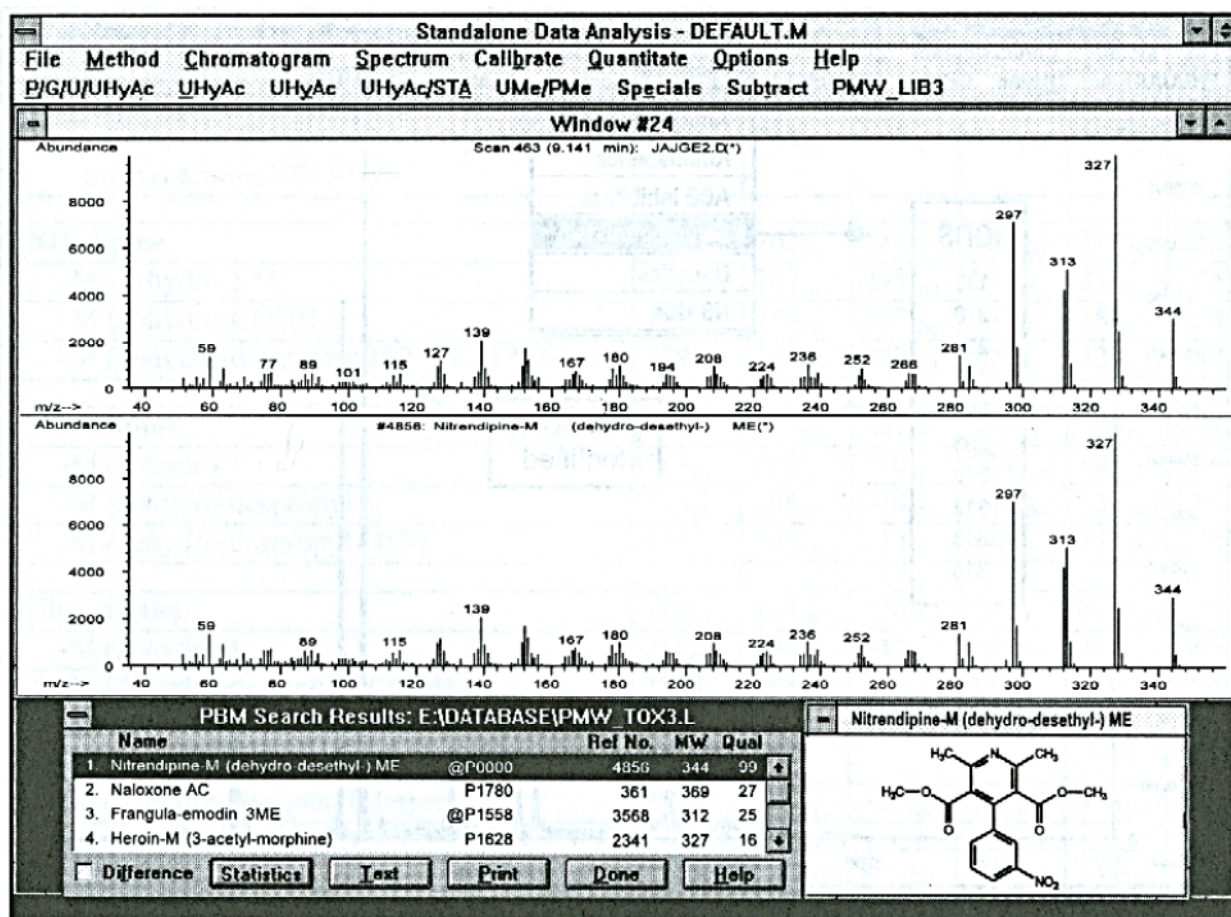 Standalone Data Analysis - DEFAULT.M
File Method Chromatogram Spectrum Calibrate Quantitate Options Help
P/G/U/UHyAc UHyAc UHyAc UHyAc/STA UMe/PMe Specials Subtract PMW_LIB3
Window #24
Abundance
Scan 463 (9.141 min): JAJGE2.D(*)
327
8000
297
6000
313
4000
344
2000
59 77 89 101 115 127 139 167 180 194 208 224 236 252 266 281
0
m/z--> 40 60 80 100 120 140 160 180 200 220 240 260 280 300 320 340
Abundance
#4856: Nitrendipine-M (dehydro-desethyl-) ME(*)
327
8000
297
6000
313
4000
344
2000
59 89 115 139 167 180 208 224 236 252 281
0
m/z--> 40 60 80 100 120 140 160 180 200 220 240 260 280 300 320 340
PBM Search Results: E:\DATABASE\PMW_TOX3.L
Name Ref No. MW Qual
1. Nitrendipine-M (dehydro-desethyl-) ME @P0000 4856 344 99
2. Naloxone AC P1780 361 369 27
3. Frangula-emodin 3ME @P1558 3568 312 25
4. Heroin-M (3-acetyl-morphine) P1628 2341 327 16
Difference Statistics Text Print Done Help
Nitrendipine-M (dehydro-desethyl-) ME
H₃C N CH₃
H₃CO OCH₃
O O
NO₂